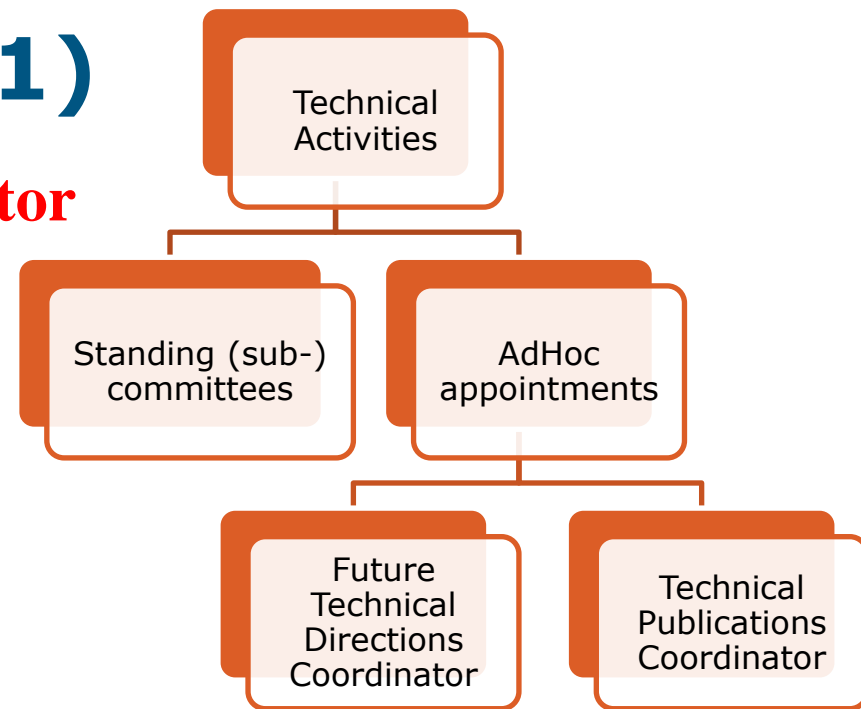 1)
tor
Technical
Activities
Standing (sub-)
committees
AdHoc
appointments
Future
Technical
Directions
Coordinator
Technical
Publications
Coordinator